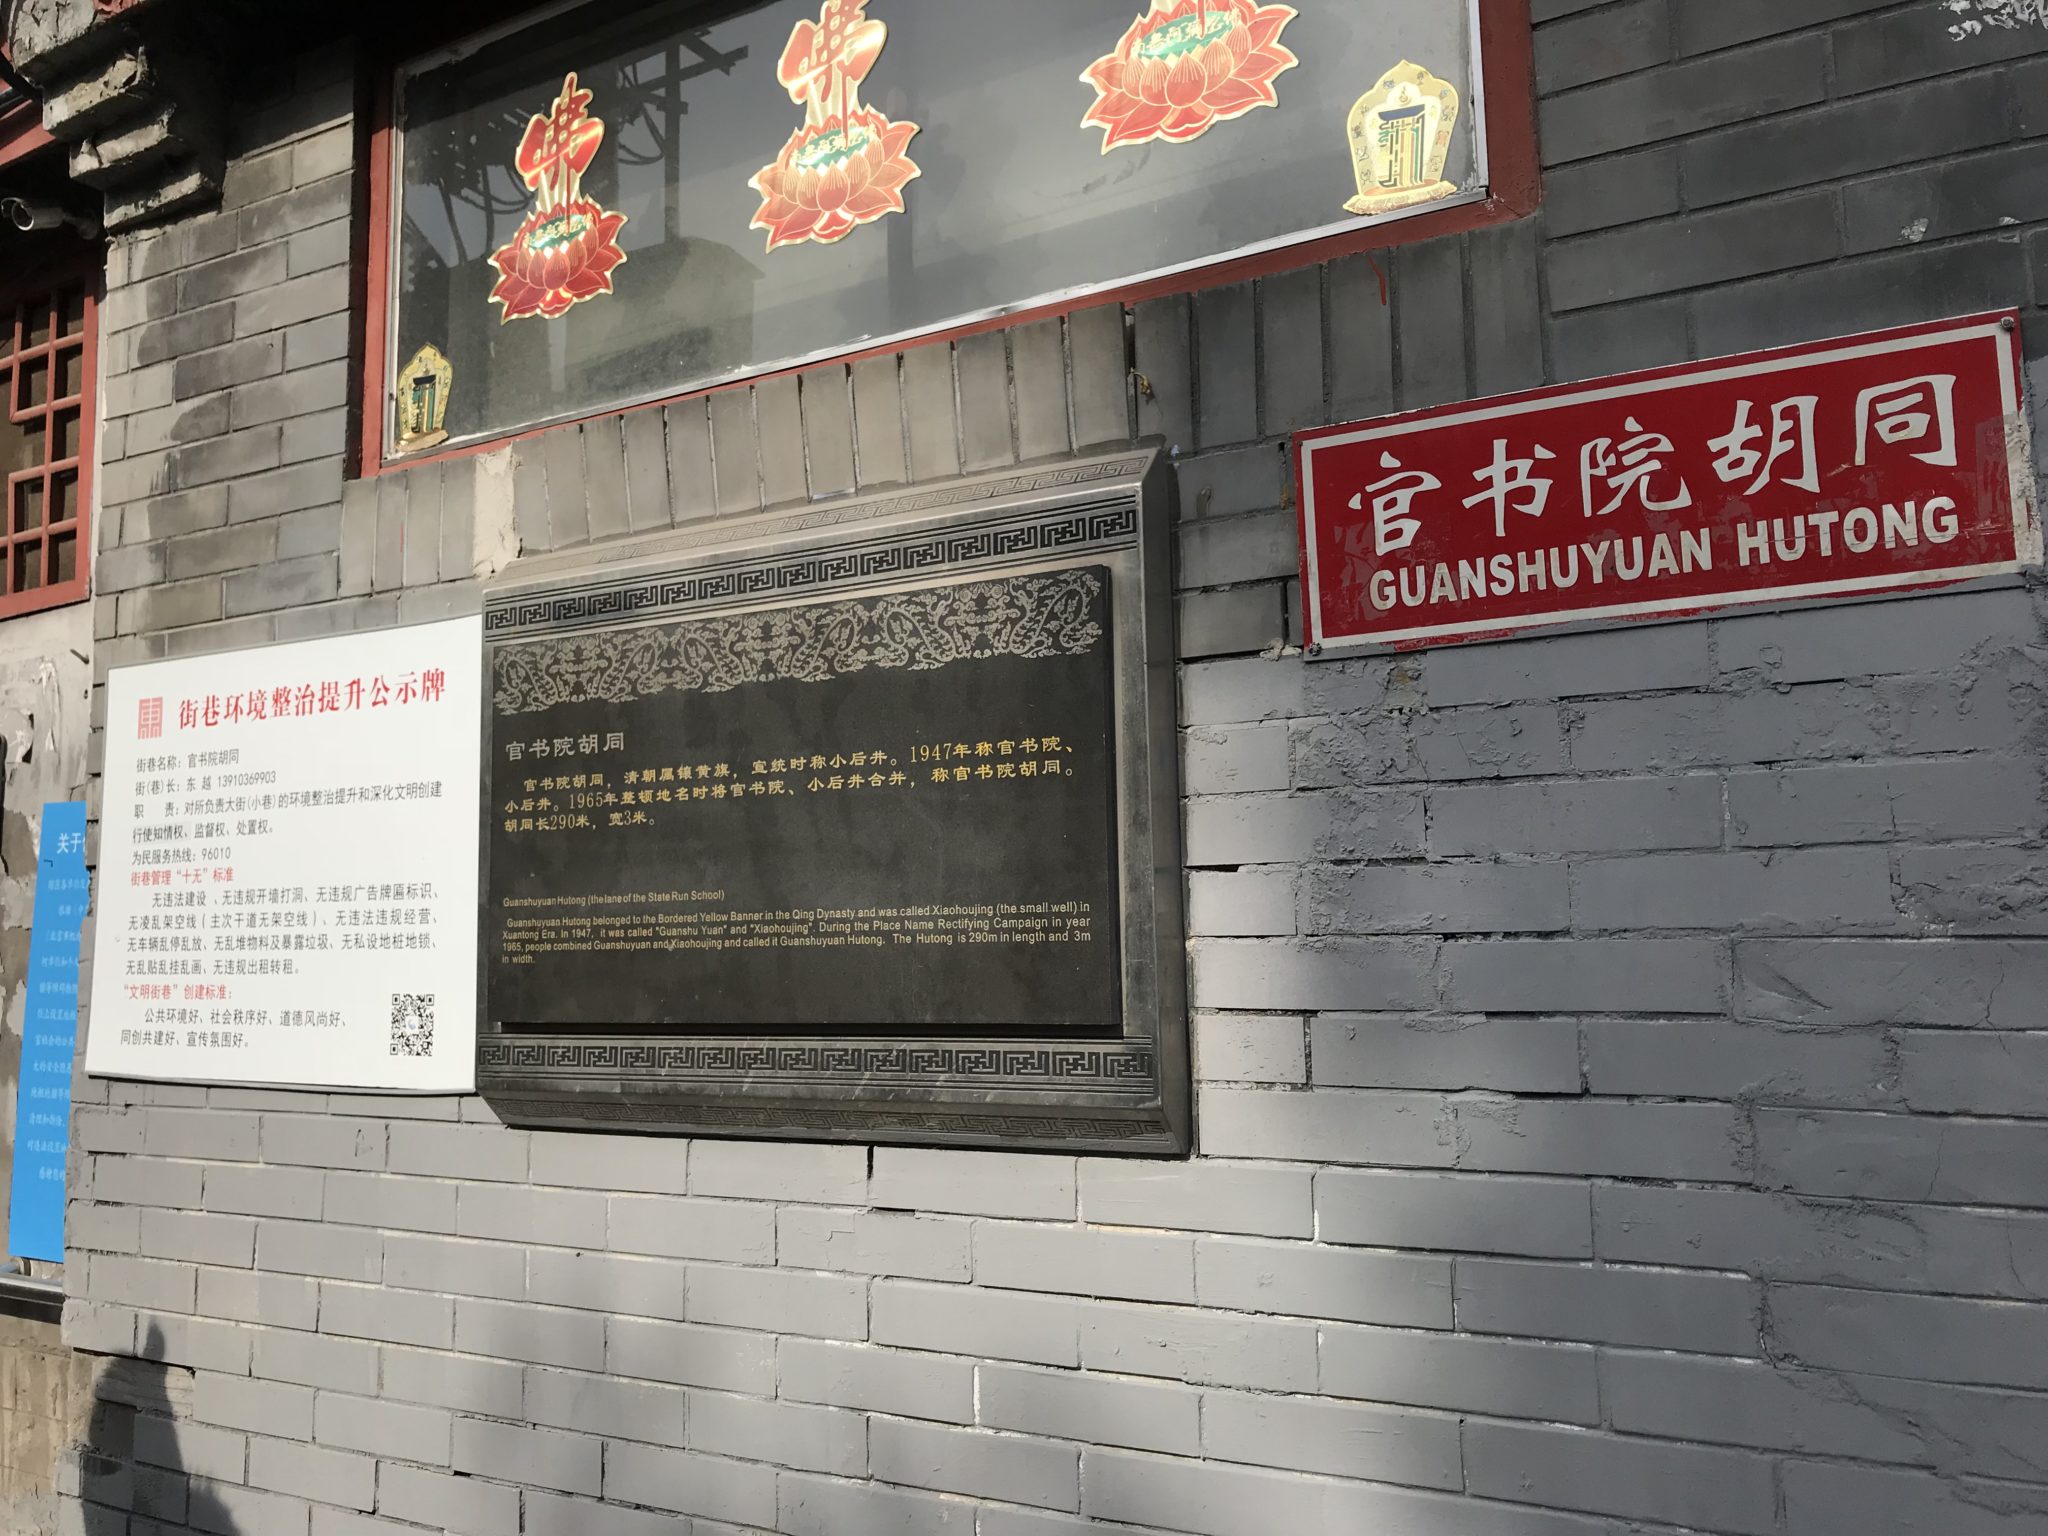 佛
佛
南无阿弥陀佛
官书院胡同
GUANSHUYUAN HUTONG
街巷环境整治提升公示牌
街巷名称：官书院胡同
街(巷)长：东 越 13910369903
职 责：对所负责大街(小巷)的环境整治提升和深化文明创建
行使知情权、监督权、处置权。
为民服务热线：96010
街巷管理“十无”标准
无违法建设 、无违规开墙打洞、无违规广告牌匾标识、
无凌乱架空线（主次干道无架空线）、无违法违规经营、
无车辆乱停乱放、无乱堆物料及暴露垃圾、无私设地桩地锁、
无乱贴乱挂乱画、无违规出租转租。
“文明街巷”创建标准：
公共环境好、社会秩序好、道德风尚好、
同创共建好、宣传氛围好。
官书院胡同
官书院胡同，清朝属镶黄旗，宣统时称小后井。1947年称官书院、
小后井。1965年整顿地名时将官书院、小后井合并，称官书院胡同。
胡同长290米，宽3米。
Guanshuyuan Hutong (the lane of the State Run School)
Guanshuyuan Hutong belonged to the Bordered Yellow Banner in the Qing Dynasty and was called Xiaohoujing (the small well) in
Xuantong Era. In 1947, it was called "Guanshu Yuan" and "Xiaohoujing". During the Place Name Rectifying Campaign in year
1965, people combined Guanshuyuan and Xiaohoujing and called it Guanshuyuan Hutong. The Hutong is 290m in length and 3m
in width.
关于